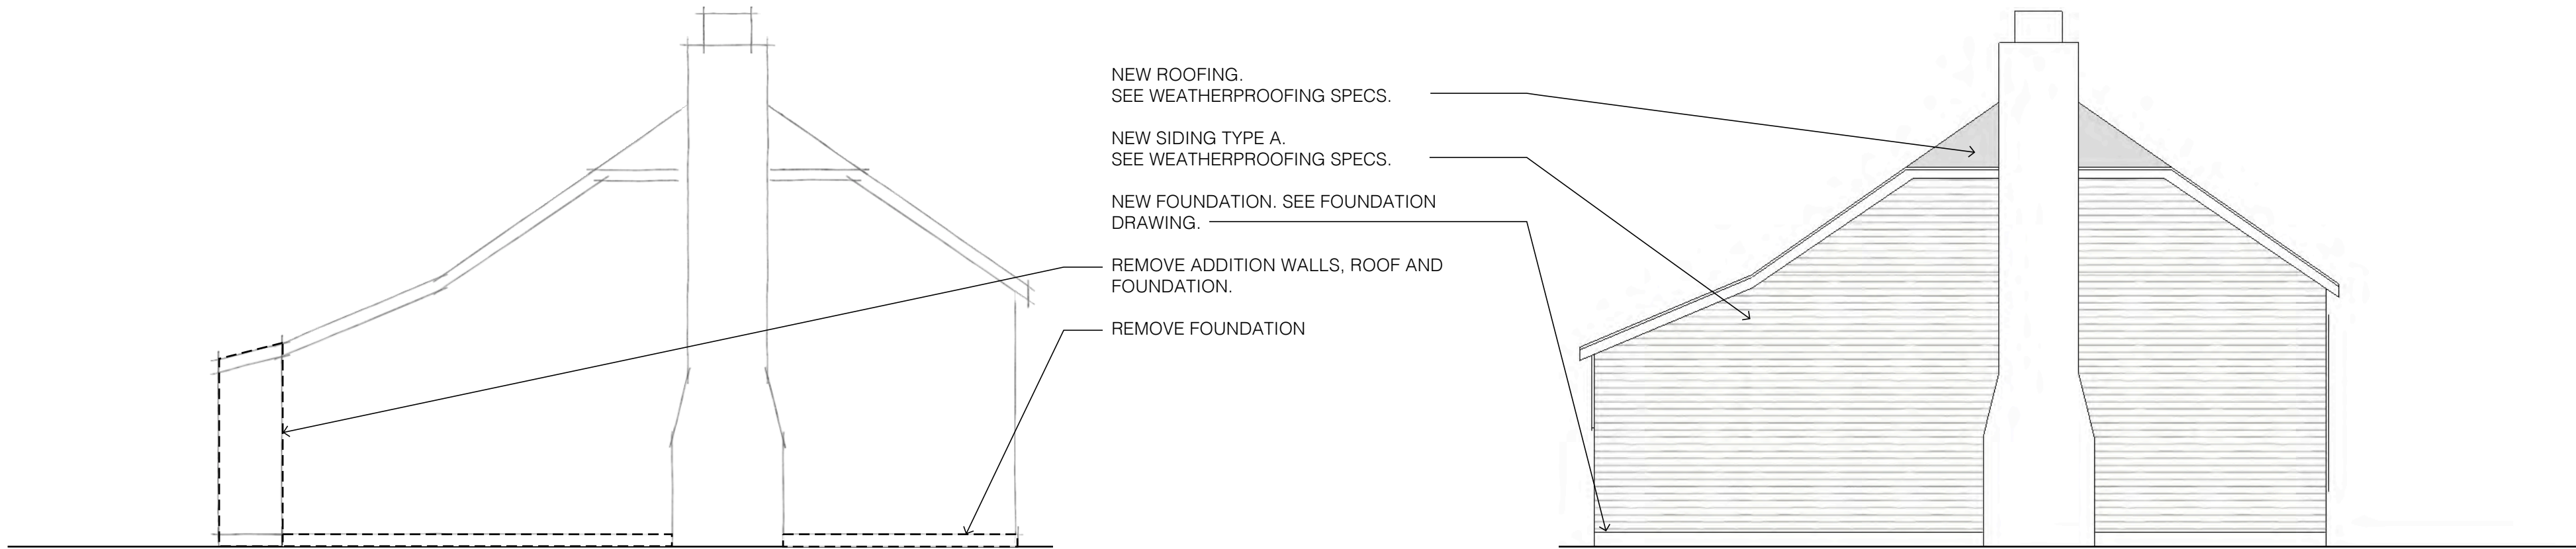 NEW ROOFING.
SEE WEATHERPROOFING SPECS.
NEW SIDING TYPE A.
SEE WEATHERPROOFING SPECS.
NEW FOUNDATION. SEE FOUNDATION
DRAWING.
REMOVE ADDITION WALLS, ROOF AND
FOUNDATION.
REMOVE FOUNDATION